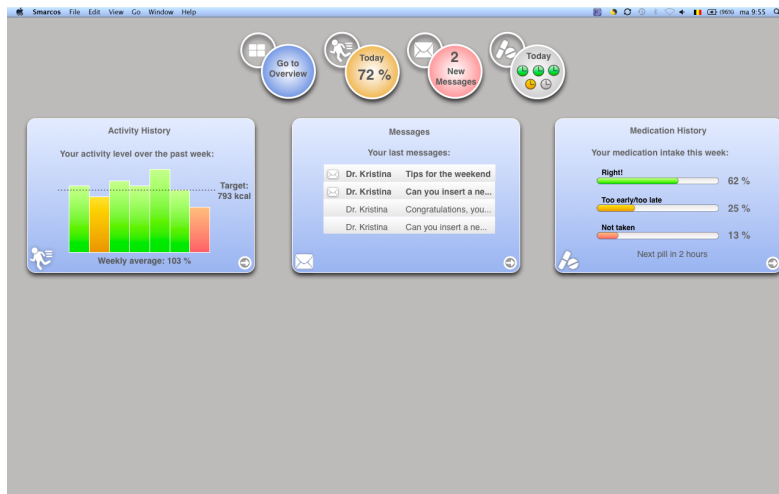 Smarcos File Edit View Go Window Help
(96%) ma 9:55
Go to
Overview
Today
72 %
2
New
Messages
Today
Activity History
Your activity level over the past week:
Target:
793 kcal
Weekly average: 103 %
Messages
Your last messages:
Dr. Kristina Tips for the weekend
Dr. Kristina Can you insert a ne...
Dr. Kristina Congratulations, you...
Dr. Kristina Can you insert a ne...
Medication History
Your medication intake this week:
Right!
62 %
Too early/too late
25 %
Not taken
13 %
Next pill in 2 hours